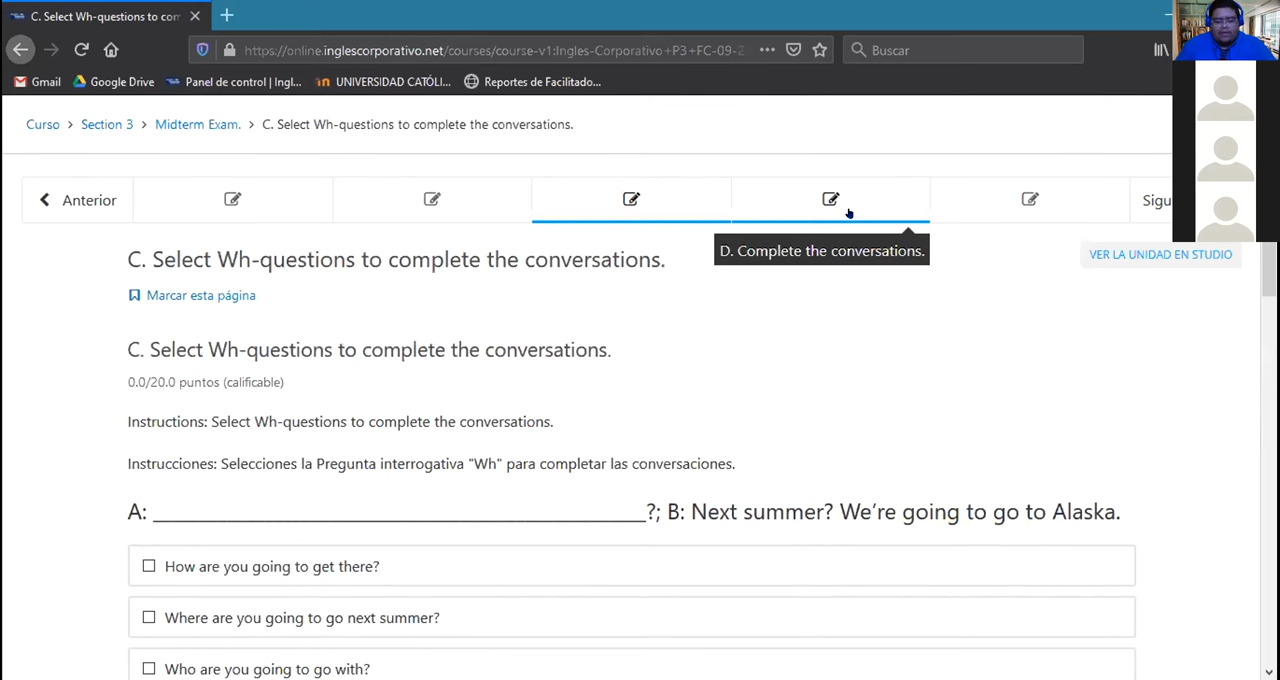 C. Select Wh-questions to com
https://online.inglescorporativo.net/courses/course-v1:Ingles-Corporativo+P3+FC-09-2
Buscar
Gmail
Google Drive
Panel de control | Ingl...
UNIVERSIDAD CATÓLI...
Reportes de Facilitado...
Curso > Section 3 > Midterm Exam. > C. Select Wh-questions to complete the conversations.
Anterior
Sigu
D. Complete the conversations.
C. Select Wh-questions to complete the conversations.
VER LA UNIDAD EN STUDIO
Marcar esta página
C. Select Wh-questions to complete the conversations.
0.0/20.0 puntos (calificable)
Instructions: Select Wh-questions to complete the conversations.
Instrucciones: Selecciones la Pregunta interrogativa "Wh" para completar las conversaciones.
A: ________________________________________?; B: Next summer? We're going to go to Alaska.
How are you going to get there?
Where are you going to go next summer?
Who are you going to go with?